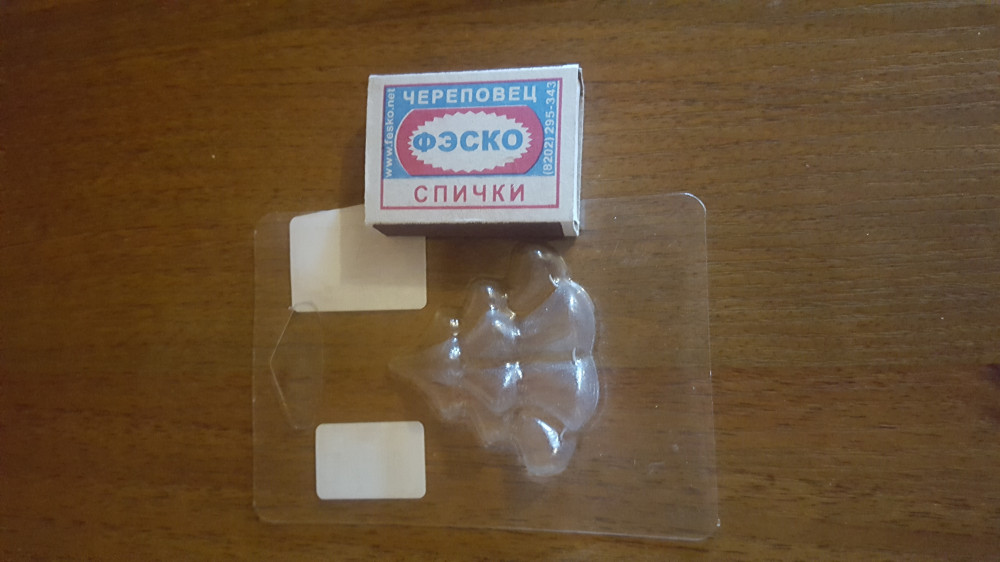 ЧЕРЕПОВЕЦ
www.fesko.net
ФЭСКО
(8202) 295-343
СПИЧКИ